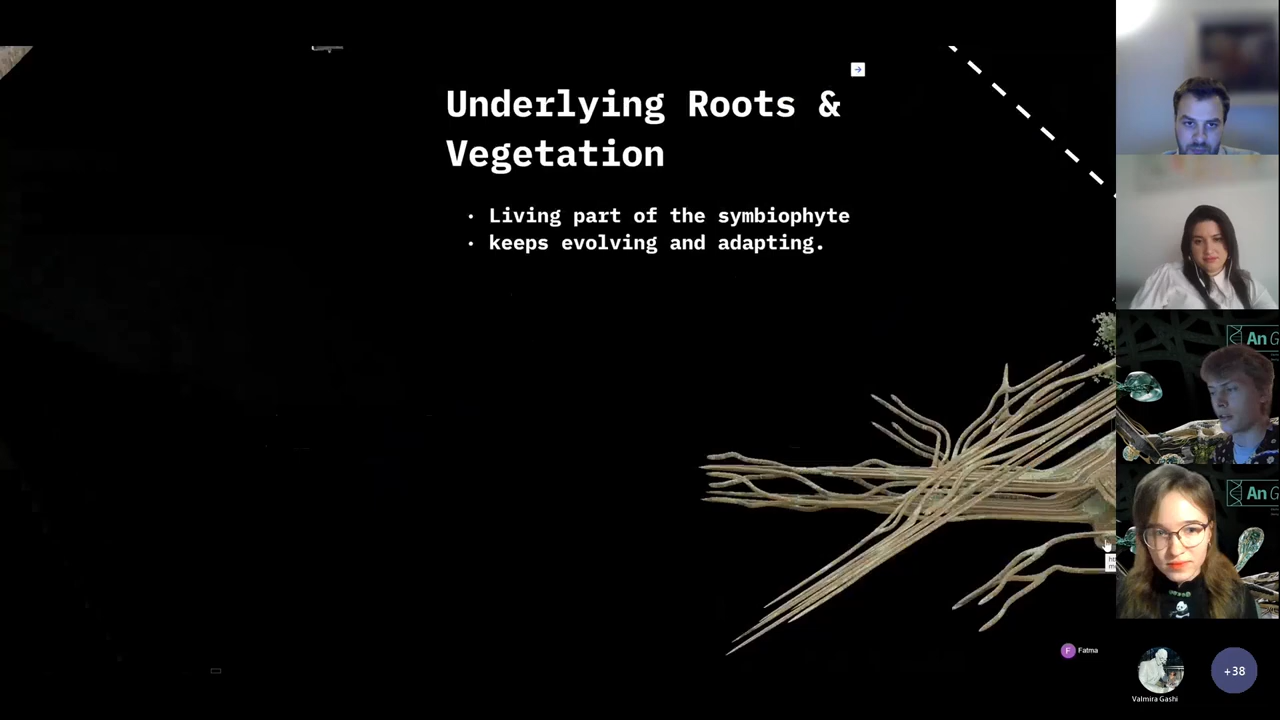 Underlying Roots &
Vegetation
• Living part of the symbiophyte
• keeps evolving and adapting.
An G
An G
F Fatma
Valmira Gashi
+38